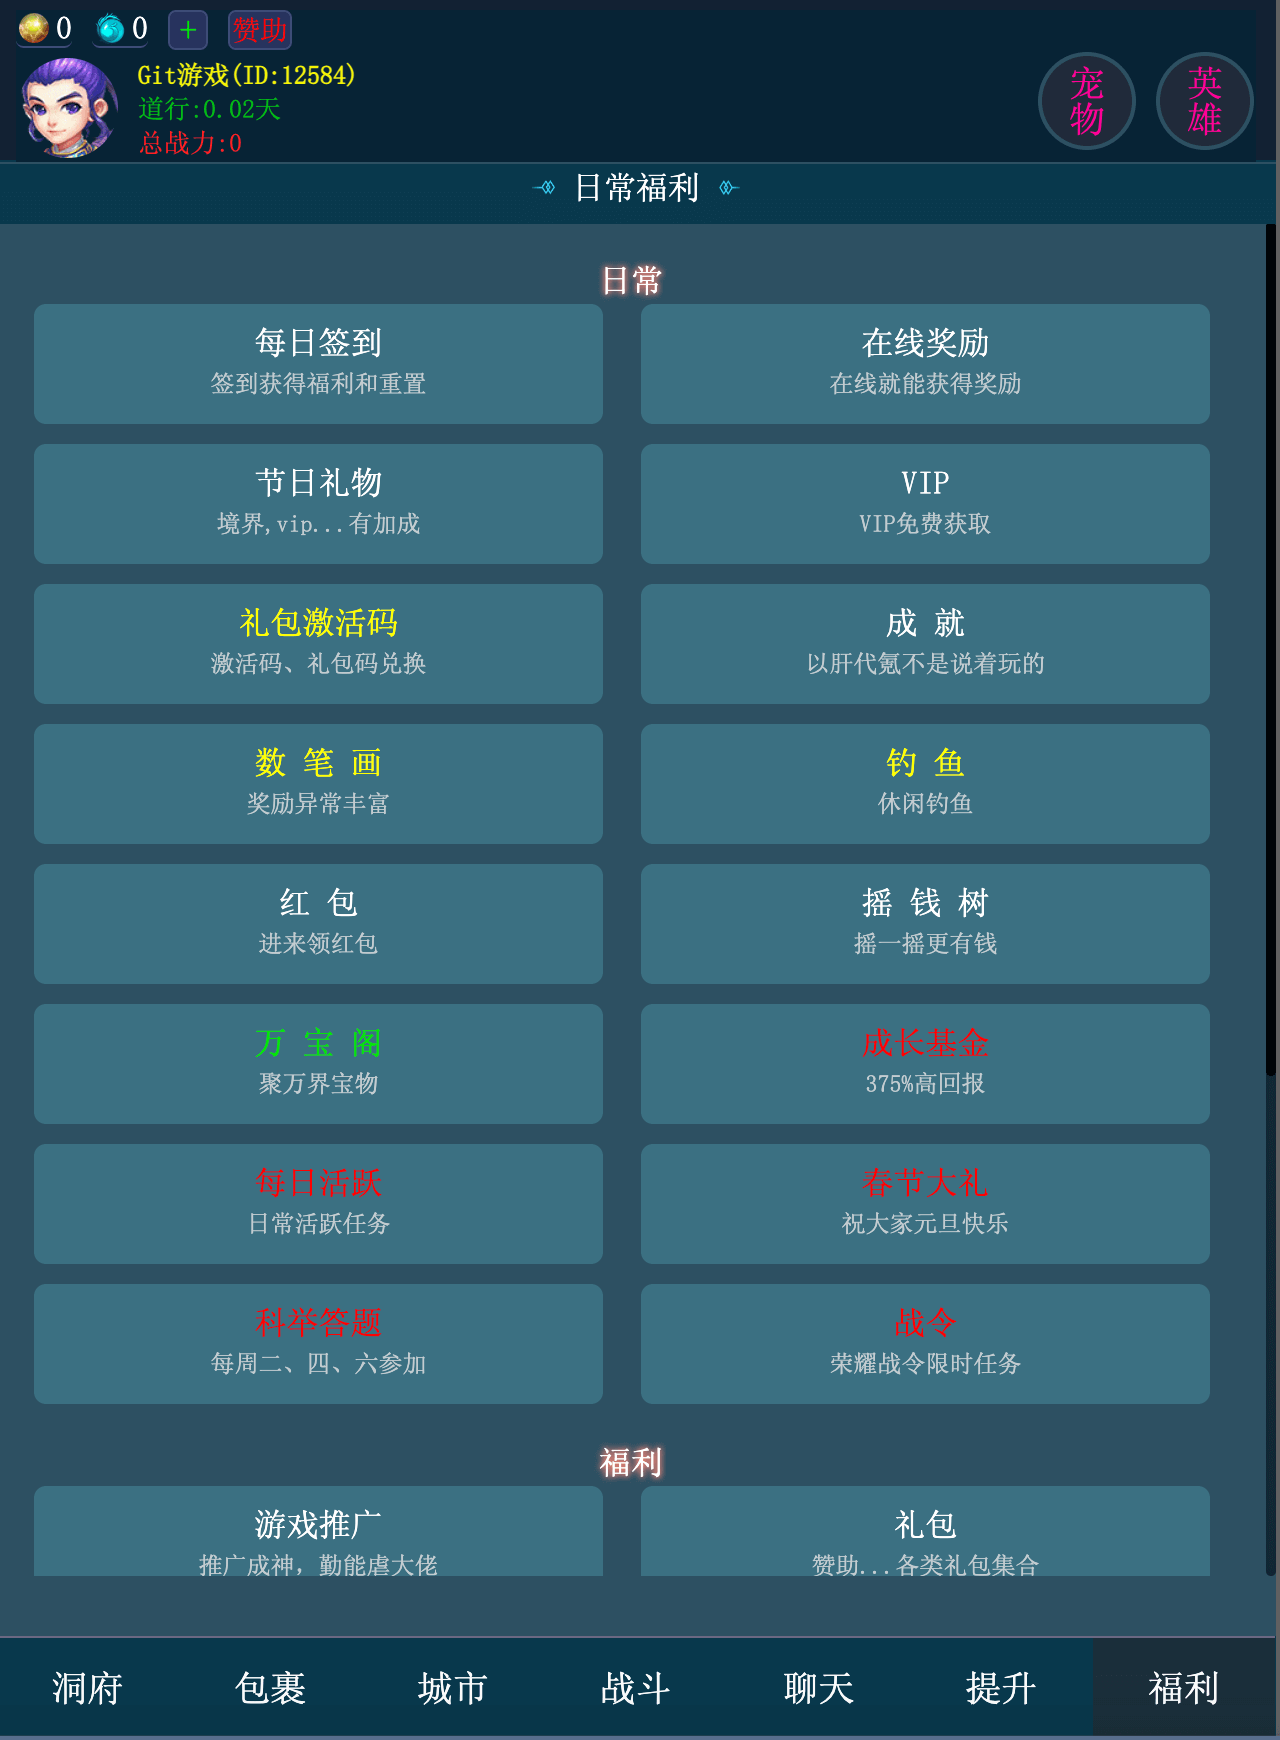 0 0 + 赞助
Git游戏(ID:12584)
道行:0.02天
总战力:0
宠物
英雄
日常福利
日常
每日签到
签到获得福利和重置
在线奖励
在线就能获得奖励
节日礼物
境界,vip...有加成
VIP
VIP免费获取
礼包激活码
激活码、礼包码兑换
成 就
以肝代氪不是说着玩的
数 笔 画
奖励异常丰富
钓 鱼
休闲钓鱼
红 包
进来领红包
摇 钱 树
摇一摇更有钱
万 宝 阁
聚万界宝物
成长基金
375%高回报
每日活跃
日常活跃任务
春节大礼
祝大家元旦快乐
科举答题
每周二、四、六参加
战令
荣耀战令限时任务
福利
游戏推广
推广成神，勤能虐大佬
礼包
赞助...各类礼包集合
洞府 包裹 城市 战斗 聊天 提升 福利